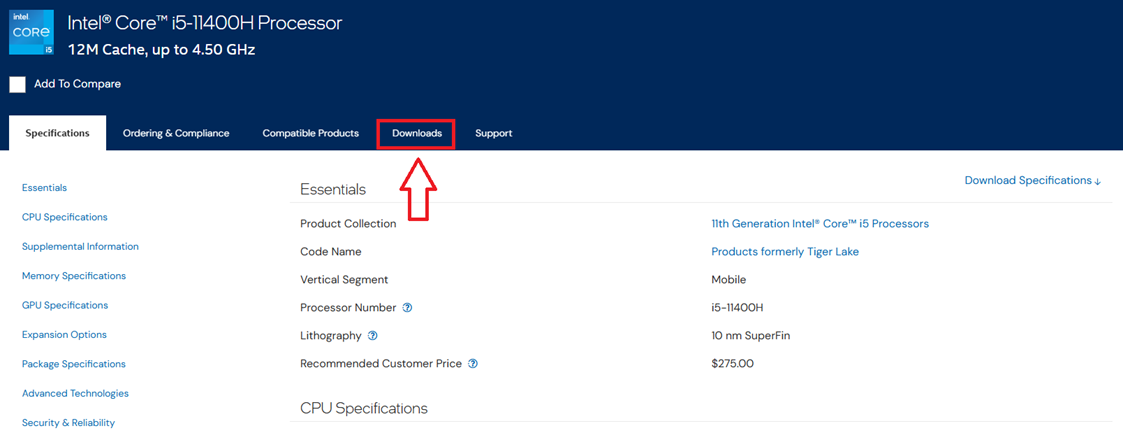 intel.
CORE
i5
Intel® Core™ i5-11400H Processor
12M Cache, up to 4.50 GHz
Add To Compare
Specifications Ordering & Compliance Compatible Products Downloads Support
Download Specifications ↓
Essentials
CPU Specifications
Supplemental Information
Memory Specifications
GPU Specifications
Expansion Options
Package Specifications
Advanced Technologies
Security & Reliability
Essentials
Product Collection 11th Generation Intel® Core™ i5 Processors
Code Name Products formerly Tiger Lake
Vertical Segment Mobile
Processor Number ? i5-11400H
Lithography ? 10 nm SuperFin
Recommended Customer Price ? $275.00
CPU Specifications